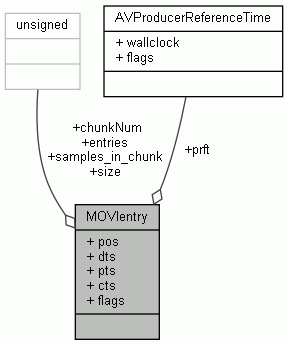 unsigned
AVProducerReferenceTime
+ wallclock
+ flags
+chunkNum
+entries
+samples_in_chunk
+size
+prft
MOVIentry
+ pos
+ dts
+ pts
+ cts
+ flags